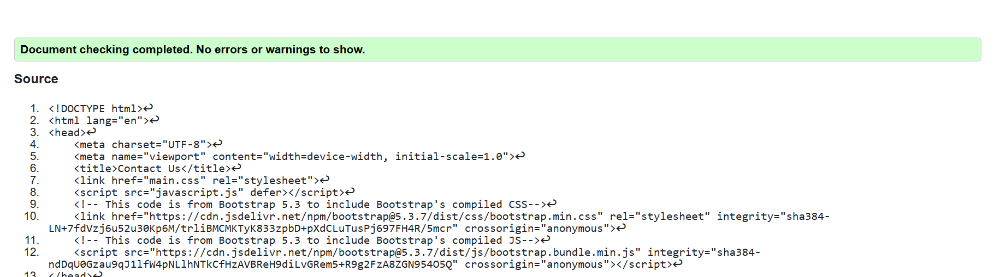 Document checking completed. No errors or warnings to show.
Source
1. <!DOCTYPE html>↩
2. <html lang="en">↩
3. <head>↩
4.     <meta charset="UTF-8">↩
5.     <meta name="viewport" content="width=device-width, initial-scale=1.0">↩
6.     <title>Contact Us</title>↩
7.     <link href="main.css" rel="stylesheet">↩
8.     <script src="javascript.js" defer></script>↩
9.     <!-- This code is from Bootstrap 5.3 to include Bootstrap's compiled CSS-->↩
10.     <link href="https://cdn.jsdelivr.net/npm/bootstrap@5.3.7/dist/css/bootstrap.min.css" rel="stylesheet" integrity="sha384-
LN+7fdVzj6u52u30Kp6M/trliBMCMKTyK833zpbD+pXdCLuTusPj697FH4R/5mcr" crossorigin="anonymous">↩
11.     <!-- This code is from Bootstrap 5.3 to include Bootstrap's compiled JS-->↩
12.     <script src="https://cdn.jsdelivr.net/npm/bootstrap@5.3.7/dist/js/bootstrap.bundle.min.js" integrity="sha384-
ndDqU0Gzau9qJ1lfW4pNLlhNTkCfHzAVBReH9diLvGRem5+R9g2FzA8ZGN954O5Q" crossorigin="anonymous"></script>↩
13. </head>↩